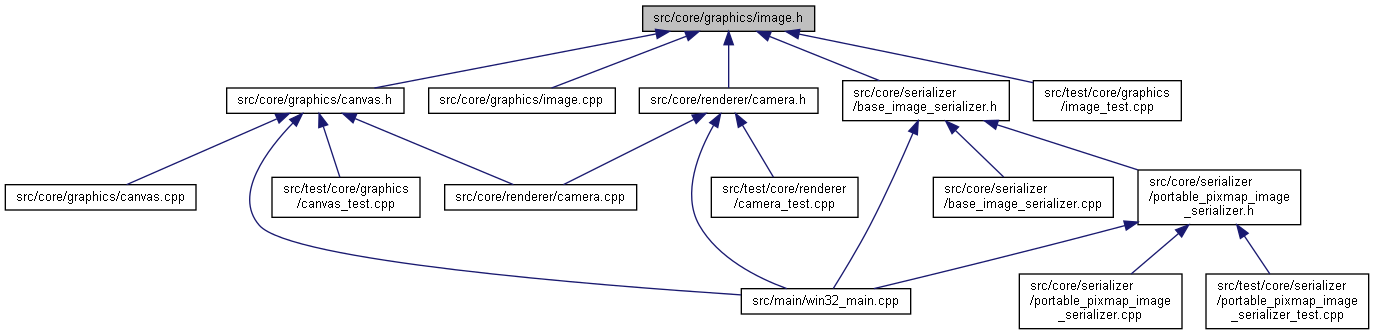 src/core/graphics/image.h
src/core/graphics/canvas.h
src/core/graphics/image.cpp
src/core/renderer/camera.h
src/core/serializer
/base_image_serializer.h
src/test/core/graphics
/image_test.cpp
src/core/graphics/canvas.cpp
src/test/core/graphics
/canvas_test.cpp
src/core/renderer/camera.cpp
src/test/core/renderer
/camera_test.cpp
src/core/serializer
/base_image_serializer.cpp
src/core/serializer
/portable_pixmap_image
_serializer.h
src/main/win32_main.cpp
src/core/serializer
/portable_pixmap_image
_serializer.cpp
src/test/core/serializer
/portable_pixmap_image
_serializer_test.cpp